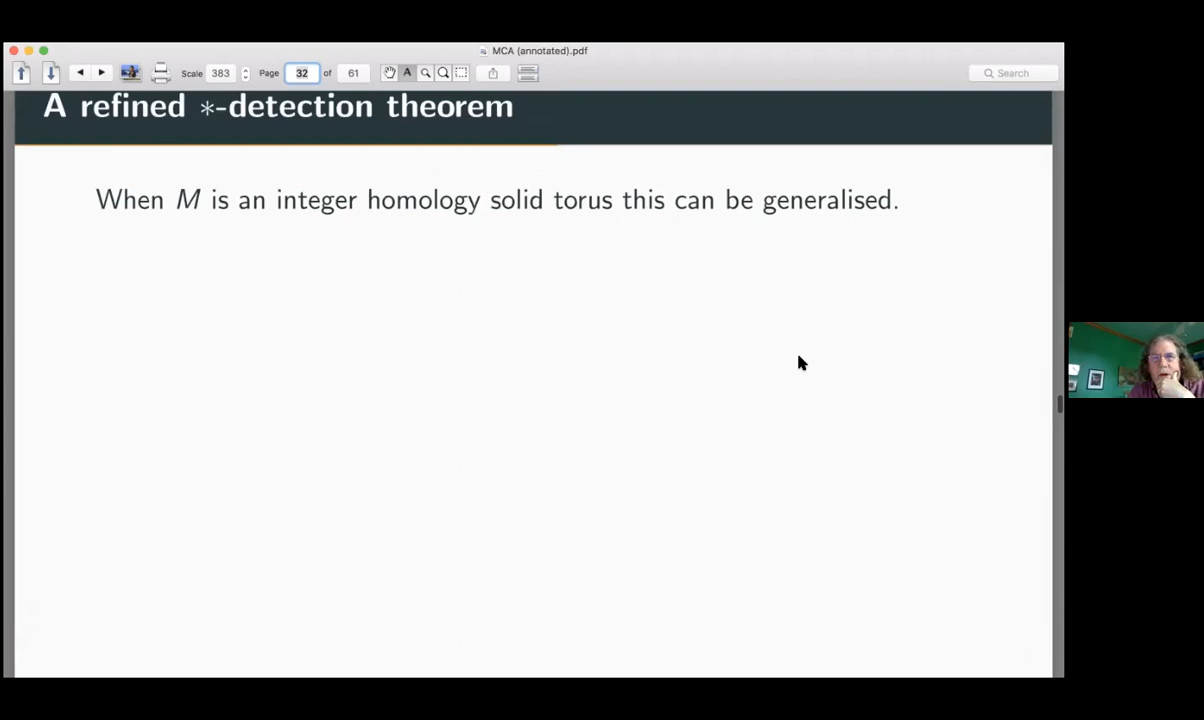 MCA (annotated).pdf
Scale 383 Page 32 of 61 A Search
A refined *-detection theorem
When M is an integer homology solid torus this can be generalised.